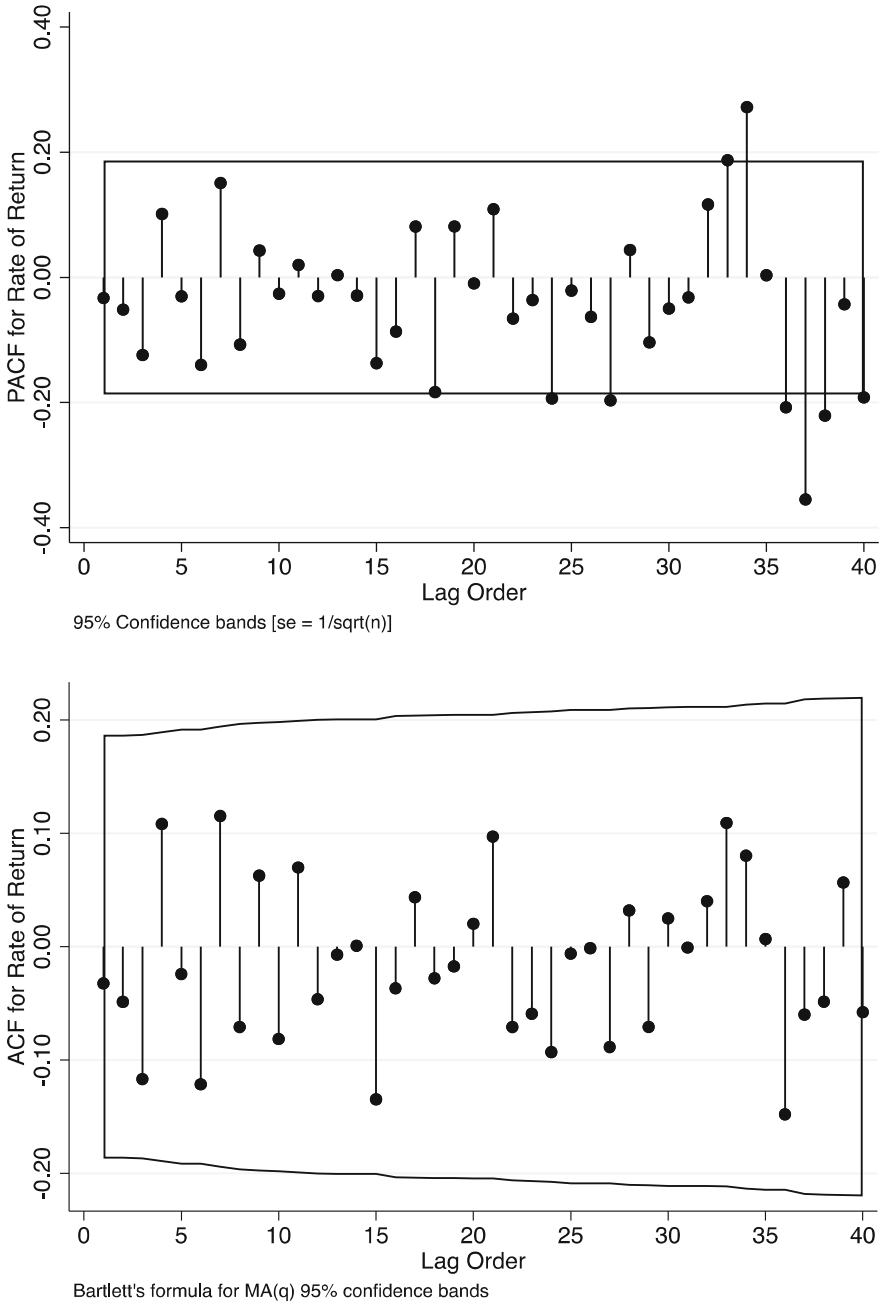 PACF for Rate of Return
0.40
0.20
0.00
-0.20
-0.40
0 5 10 15 20 25 30 35 40
Lag Order
95% Confidence bands [se = 1/sqrt(n)]
ACF for Rate of Return
0.20
0.10
0.00
-0.10
-0.20
0 5 10 15 20 25 30 35 40
Lag Order
Bartlett's formula for MA(q) 95% confidence bands